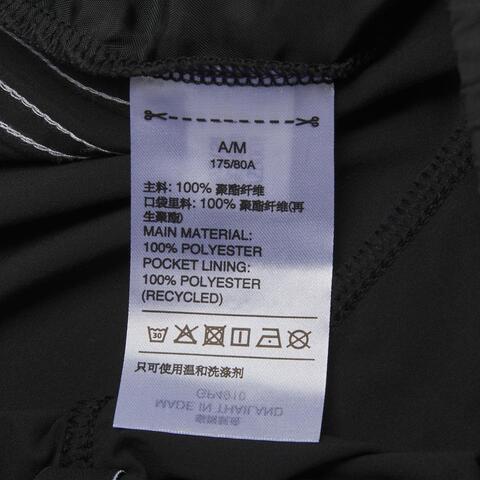 A/M
175/80A
主料: 100% 聚酯纤维
口袋里料: 100% 聚酯纤维(再
生聚酯)
MAIN MATERIAL:
100% POLYESTER
POCKET LINING:
100% POLYESTER
(RECYCLED)
30
只可使用温和洗涤剂
GP4910
MADE IN THAILAND